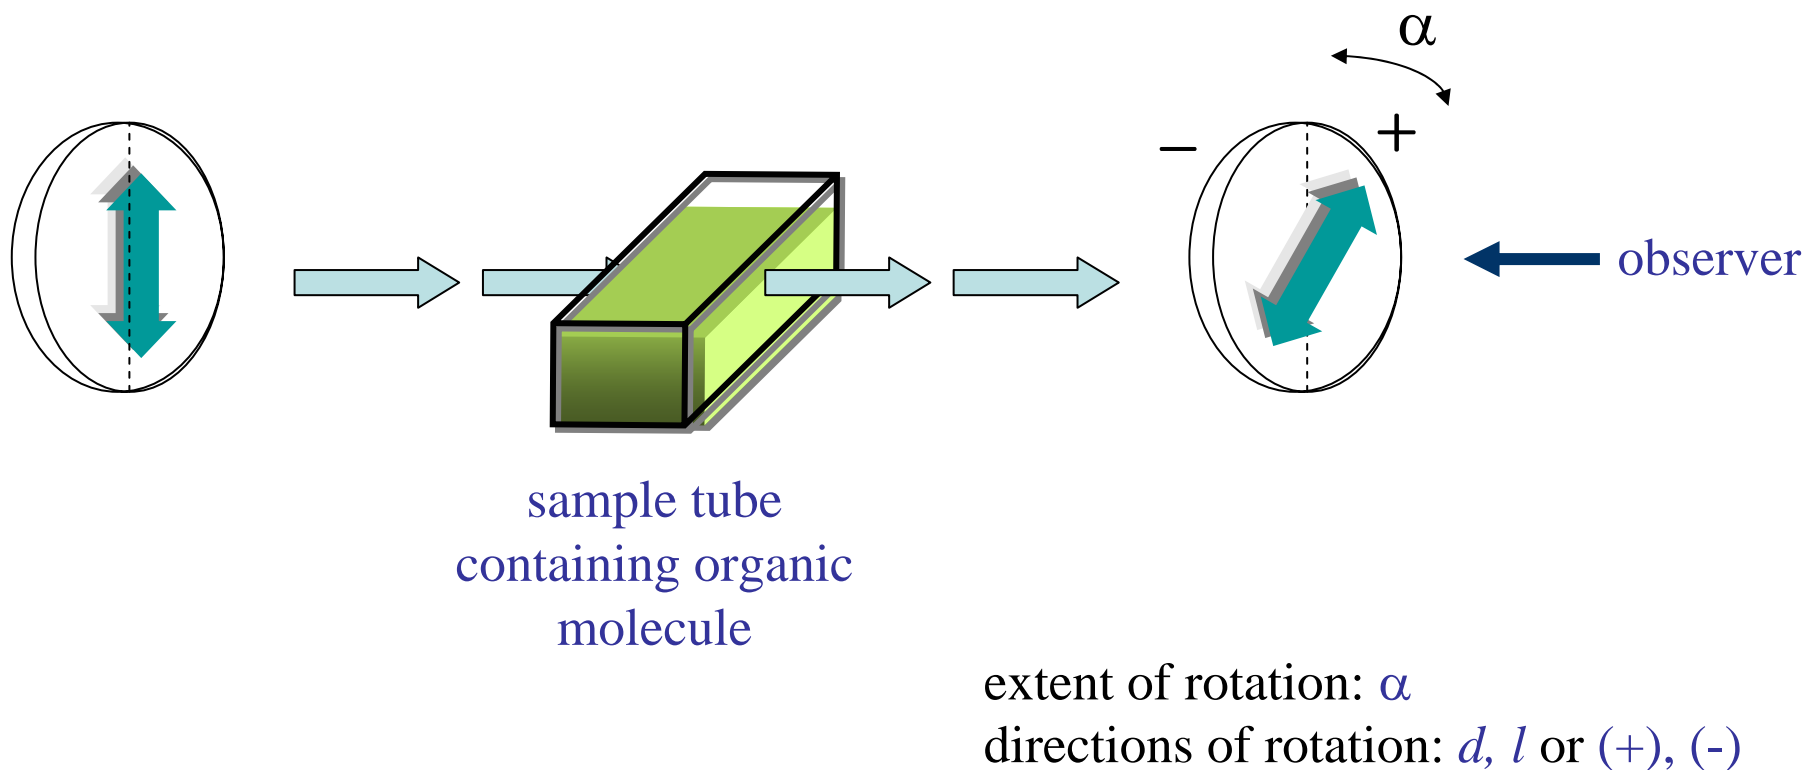 α
− +
observer
sample tube
containing organic
molecule
extent of rotation: α
directions of rotation: d, l or (+), (-)